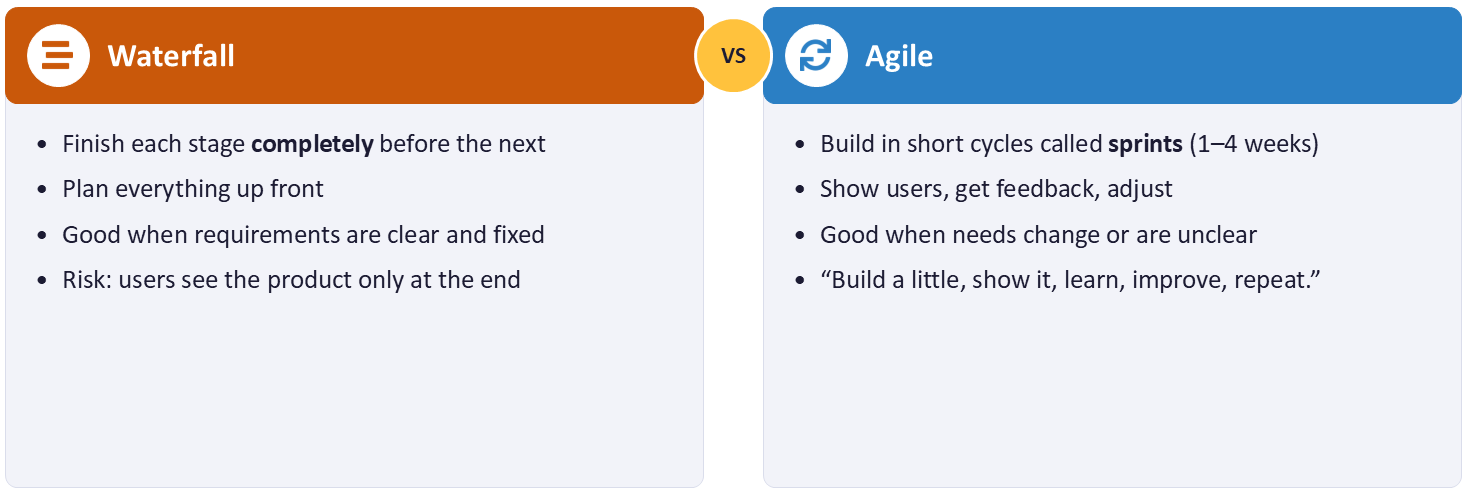 Waterfall
VS
Agile
• Finish each stage completely before the next
• Plan everything up front
• Good when requirements are clear and fixed
• Risk: users see the product only at the end
• Build in short cycles called sprints (1–4 weeks)
• Show users, get feedback, adjust
• Good when needs change or are unclear
• “Build a little, show it, learn, improve, repeat.”